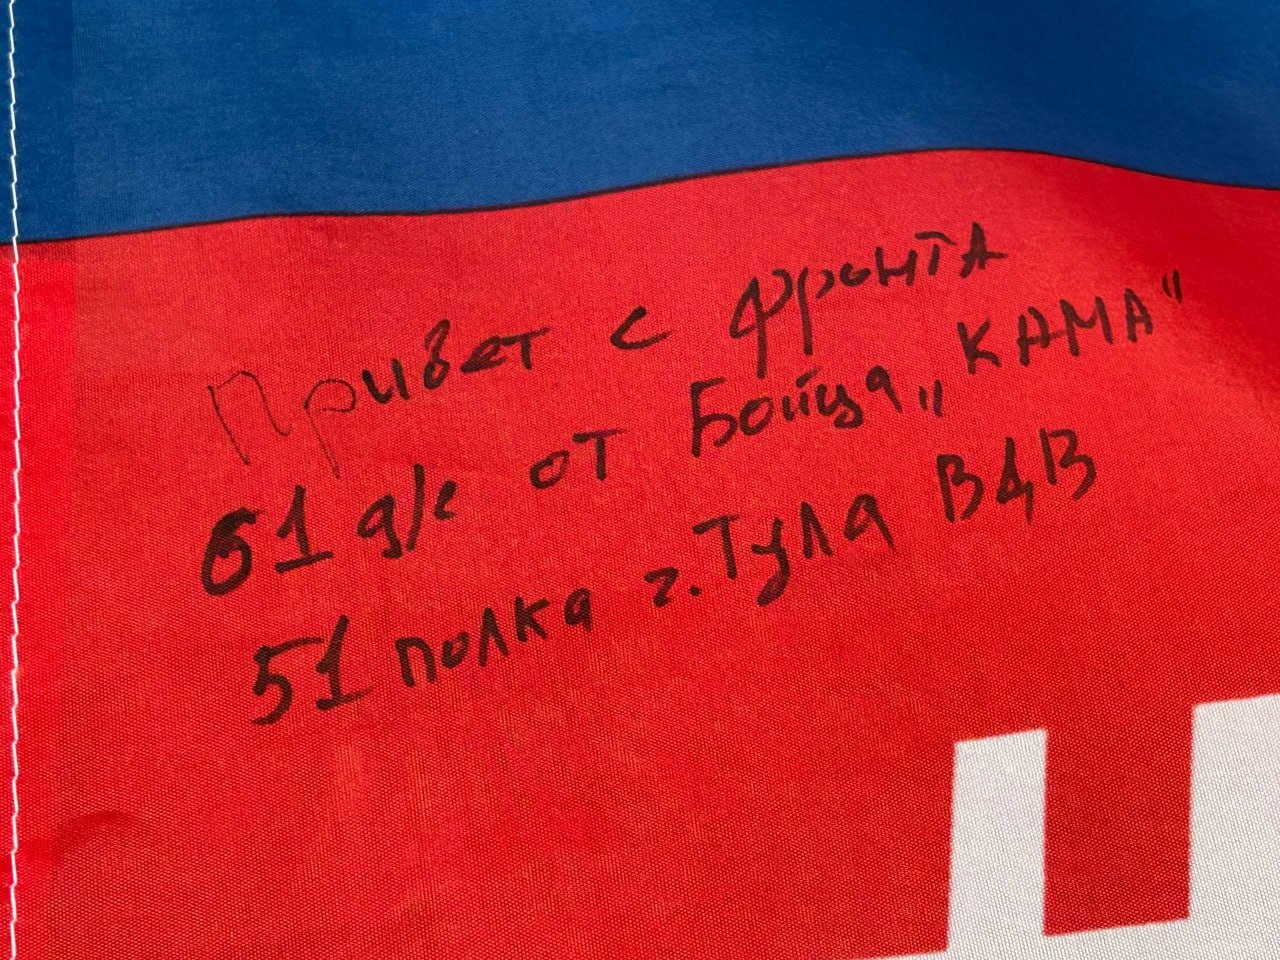 Привет с фронта
61 д/с от Бойца „КАМА"
51 полка г. Тула ВДВ